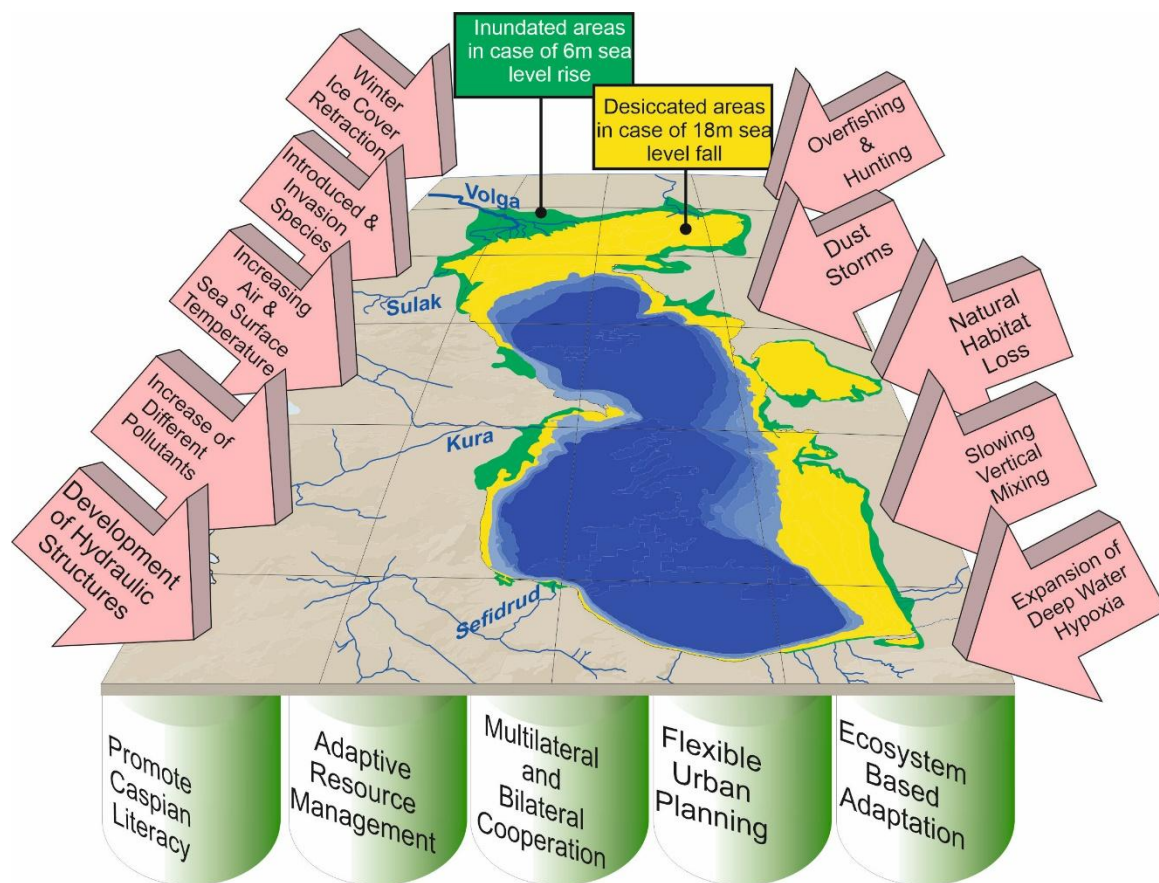 Inundated areas
in case of 6m sea
level rise
Desiccated areas
in case of 18m sea
level fall
Winter
Ice Cover
Retraction
Introduced &
Invasion
Species
Increasing
Air &
Sea Surface
Temperature
Increase of
Different
Pollutants
Development
of Hydraulic
Structures
Overfishing
&
Hunting
Dust
Storms
Natural
Habitat
Loss
Slowing
Vertical
Mixing
Expansion of
Deep Water
Hypoxia
Volga
Sulak
Kura
Sefidrud
Promote
Caspian
Literacy
Adaptive
Resource
Management
Multilateral
and
Bilateral
Cooperation
Flexible
Urban
Planning
Ecosystem
Based
Adaptation